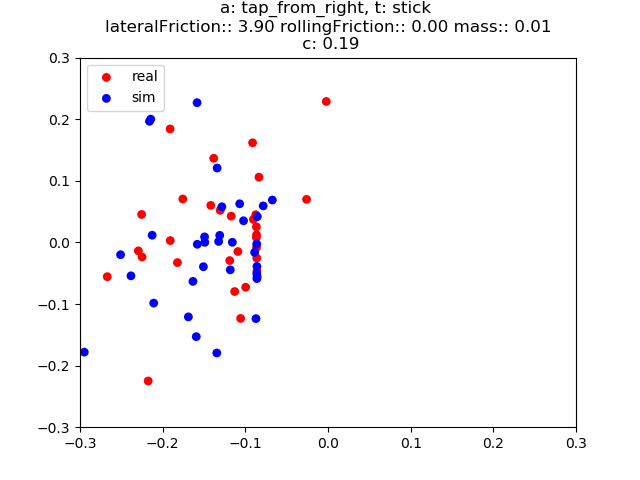 a: tap_from_right, t: stick
lateralFriction:: 3.90 rollingFriction:: 0.00 mass:: 0.01
c: 0.19
real
sim
0.3
0.2
0.1
0.0
−0.1
−0.2
−0.3
−0.3 −0.2 −0.1 0.0 0.1 0.2 0.3